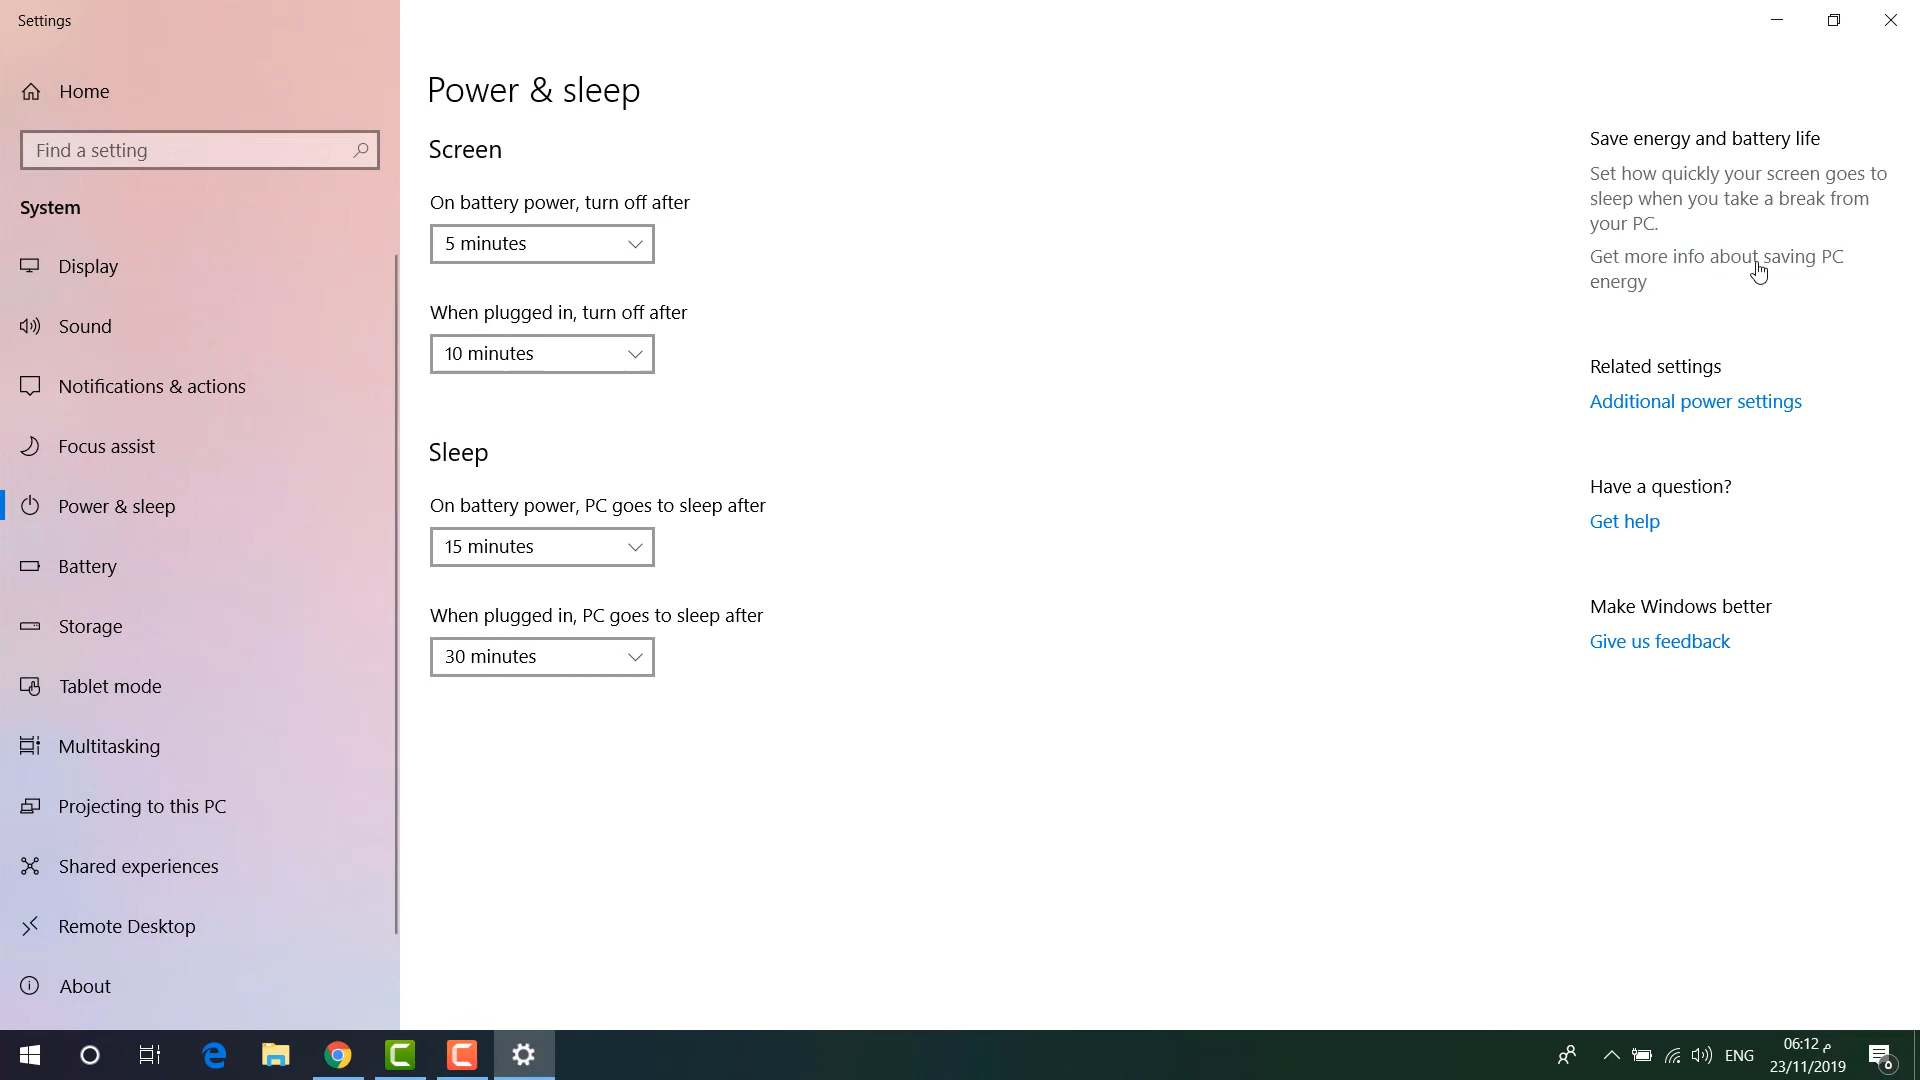 Settings
Home
Find a setting
System
Display
Sound
Notifications & actions
Focus assist
Power & sleep
Battery
Storage
Tablet mode
Multitasking
Projecting to this PC
Shared experiences
Remote Desktop
About
Power & sleep
Screen
On battery power, turn off after
5 minutes
When plugged in, turn off after
10 minutes
Sleep
On battery power, PC goes to sleep after
15 minutes
When plugged in, PC goes to sleep after
30 minutes
Save energy and battery life
Set how quickly your screen goes to
sleep when you take a break from
your PC.
Get more info about saving PC
energy
Related settings
Additional power settings
Have a question?
Get help
Make Windows better
Give us feedback
ENG
06:12 م
23/11/2019
6